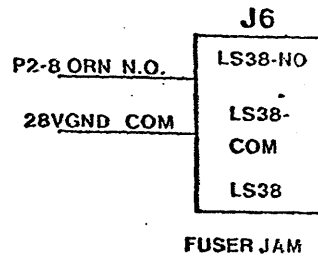 J6
P2-8 ORN N.O.
LS38-NO
28VGND COM
LS38-
COM
LS38
FUSER JAM